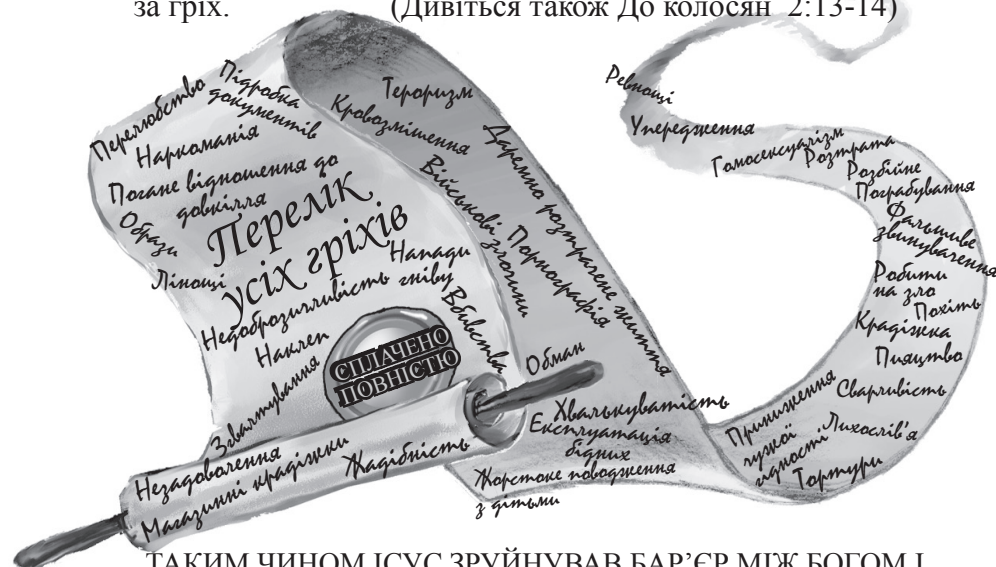 за гріх.
(Дивіться також До колосян 2:13-14)
Перелюбство
Підробка
документів
Наркоманія
Погане відношення до
довкілля
Образи
Перелік
усіх гріхів
Лінощі
Напади
гніву
Недоброзичливість
Наклеп
Вбивства
СПЛАЧЕНО
ПОВНІСТЮ
Зґвалтування
Незадоволення
Магазинні крадіжки
Жадібність
Тероризм
Кровозмішення
Військові злочини
Даремно розтрачене життя
Порнографія
Обман
Хвалькуватість
Експлуатація
бідних
Жорстоке поводження
з дітьми
Ревнощі
Упередження
Гомосексуалізм
Розтрата
Розбійне
Пограбування
Фальшиве
звинувачення
Робити
на зло
Похіть
Крадіжка
Пияцтво
Сварливість
Приниження
чужої
гідності
Лихослів'я
Тортури
ТАКИМ ЧИНОМ ІСУС ЗРУЙНУВАВ БАР’ЄР МІЖ БОГОМ І